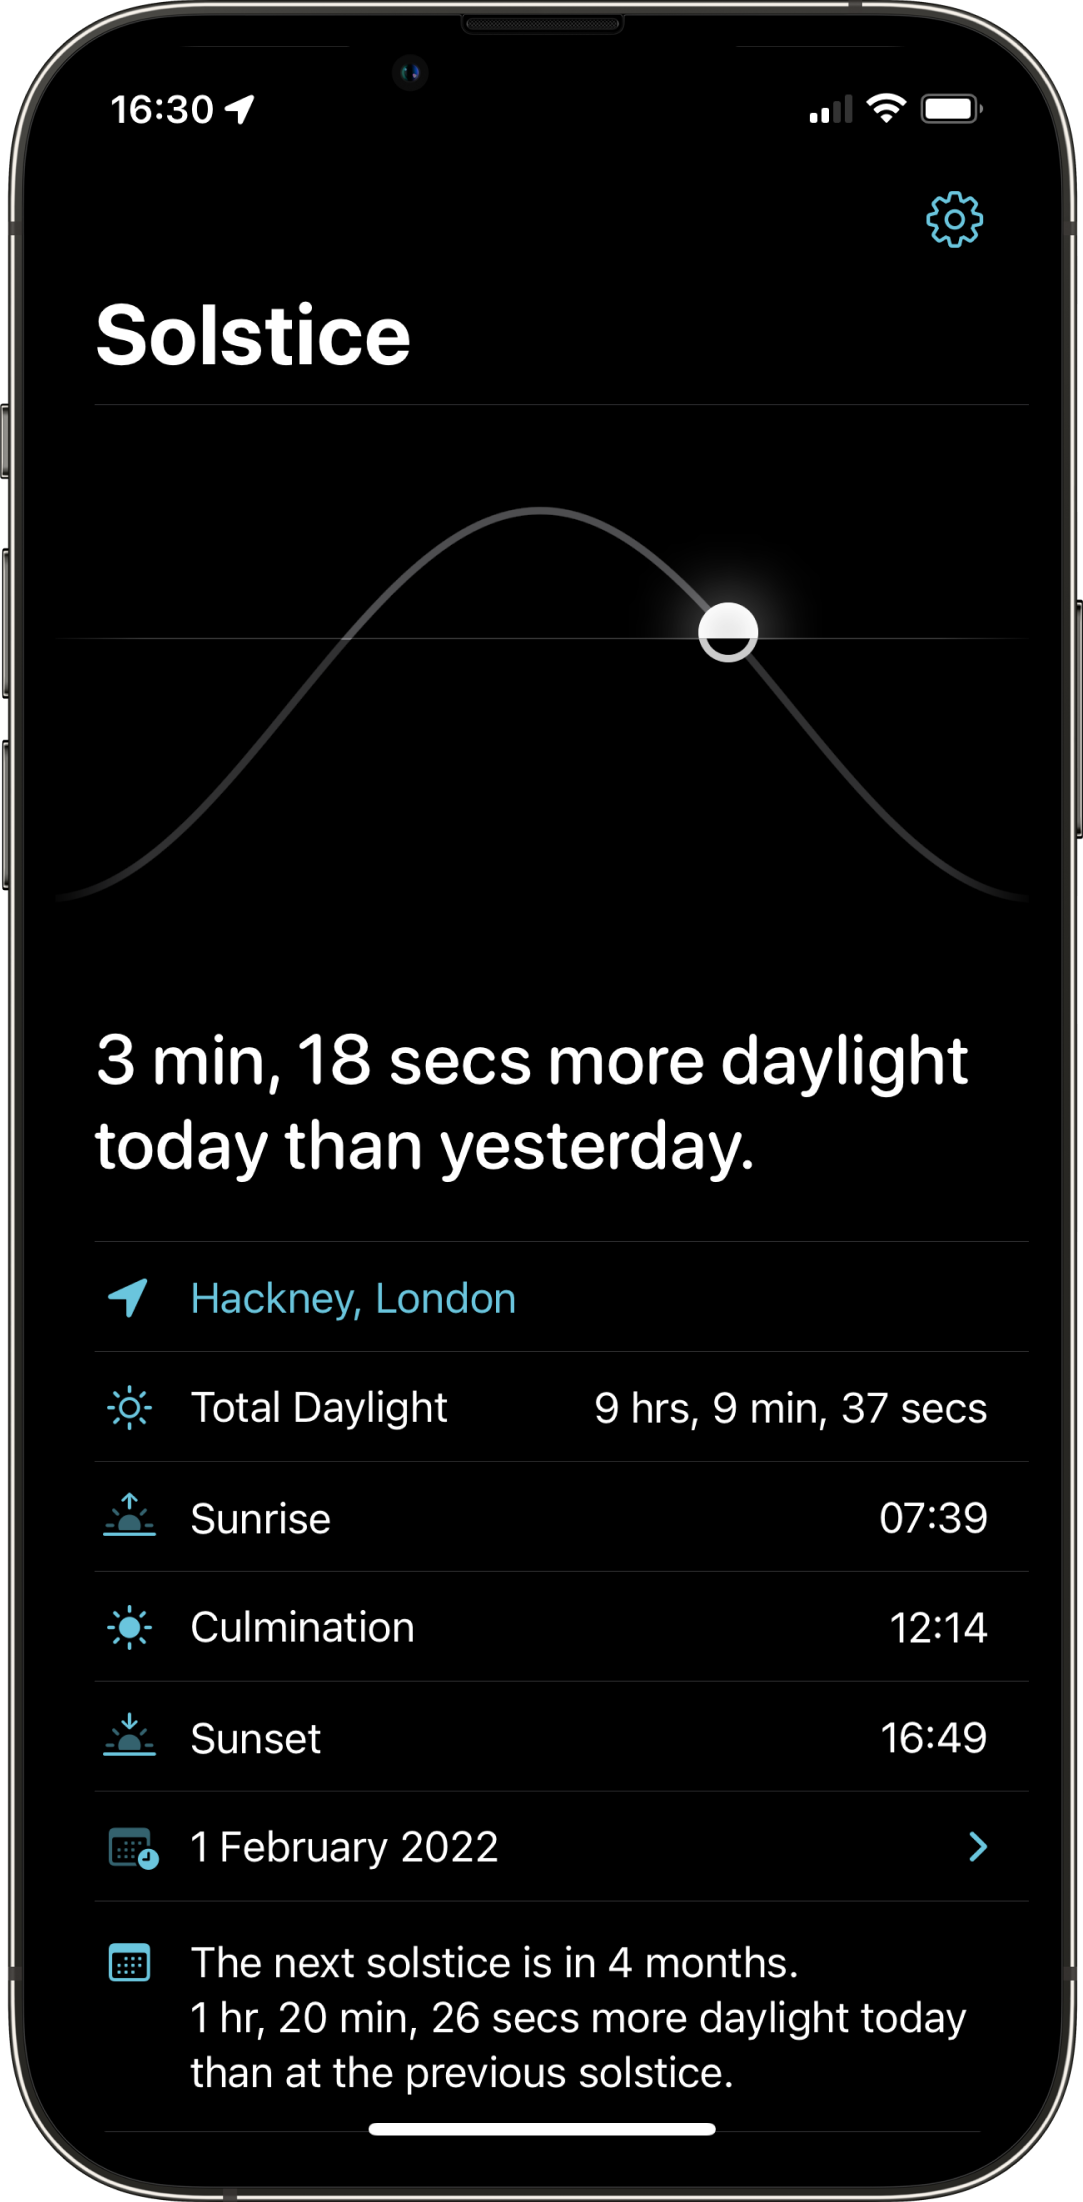 16:30
Solstice
3 min, 18 secs more daylight
today than yesterday.
Hackney, London
Total Daylight 9 hrs, 9 min, 37 secs
Sunrise 07:39
Culmination 12:14
Sunset 16:49
1 February 2022
The next solstice is in 4 months.
1 hr, 20 min, 26 secs more daylight today
than at the previous solstice.